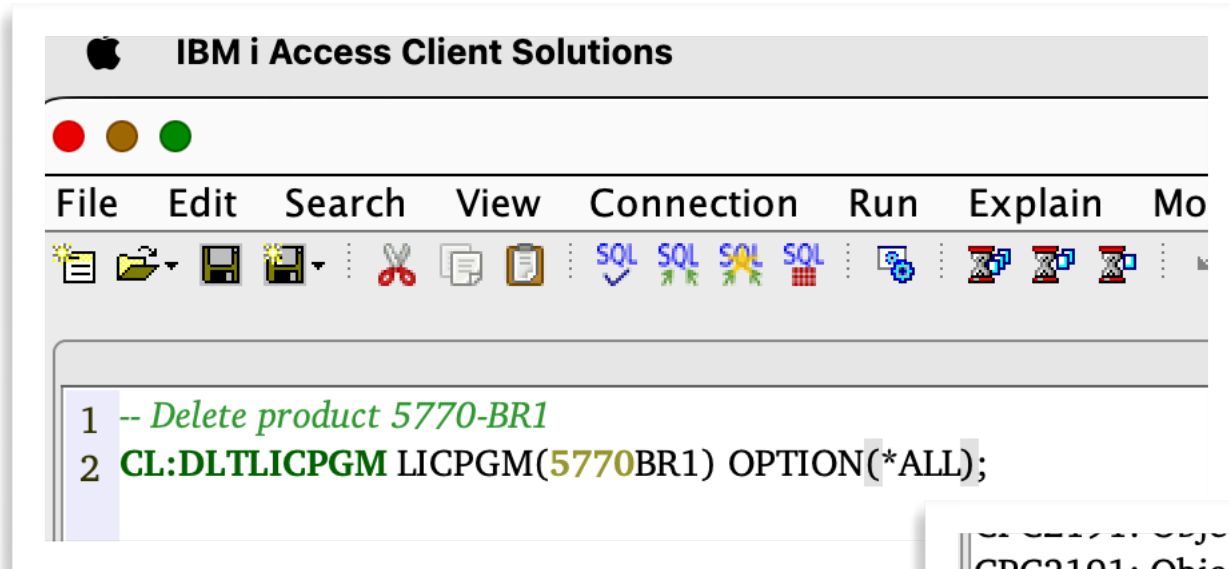 IBM i Access Client Solutions
File Edit Search View Connection Run Explain
SQL SQL SQL SQL
1 -- Delete product 5770-BR1
2 CL:DLTLICPGM LICPGM(5770BR1) OPTION(*ALL);
CPC2191: Obje